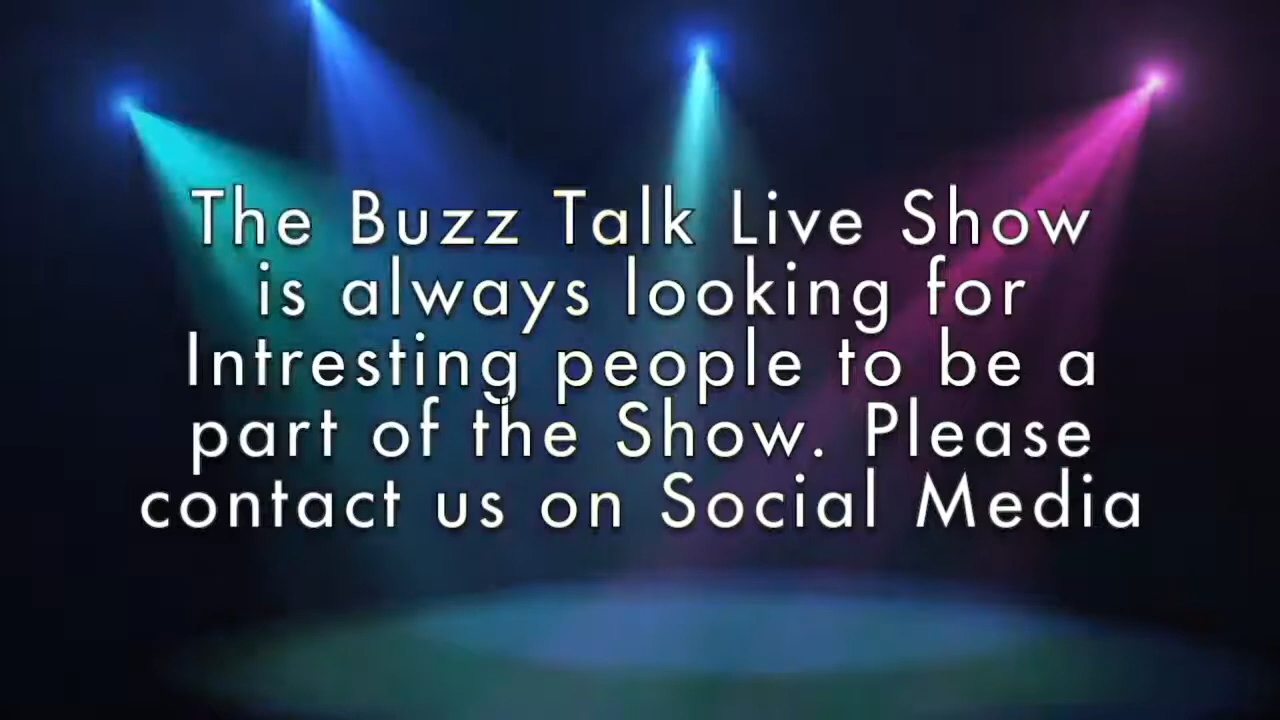 The Buzz Talk Live Show
is always looking for
Intresting people to be a
part of the Show. Please
contact us on Social Media